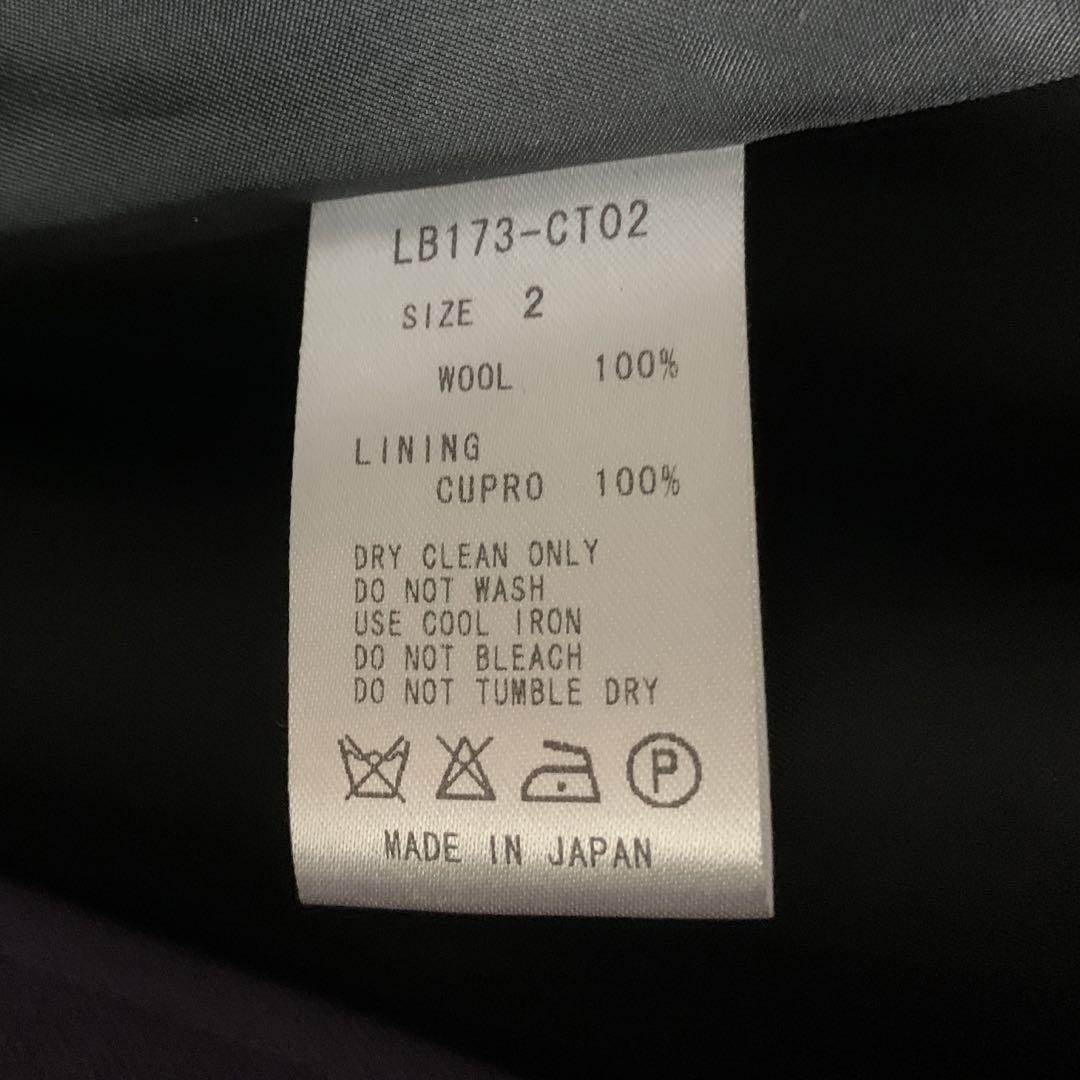 LB173-CT02
SIZE 2
WOOL 100%
LINING
CUPRO 100%
DRY CLEAN ONLY
DO NOT WASH
USE COOL IRON
DO NOT BLEACH
DO NOT TUMBLE DRY
P
MADE IN JAPAN